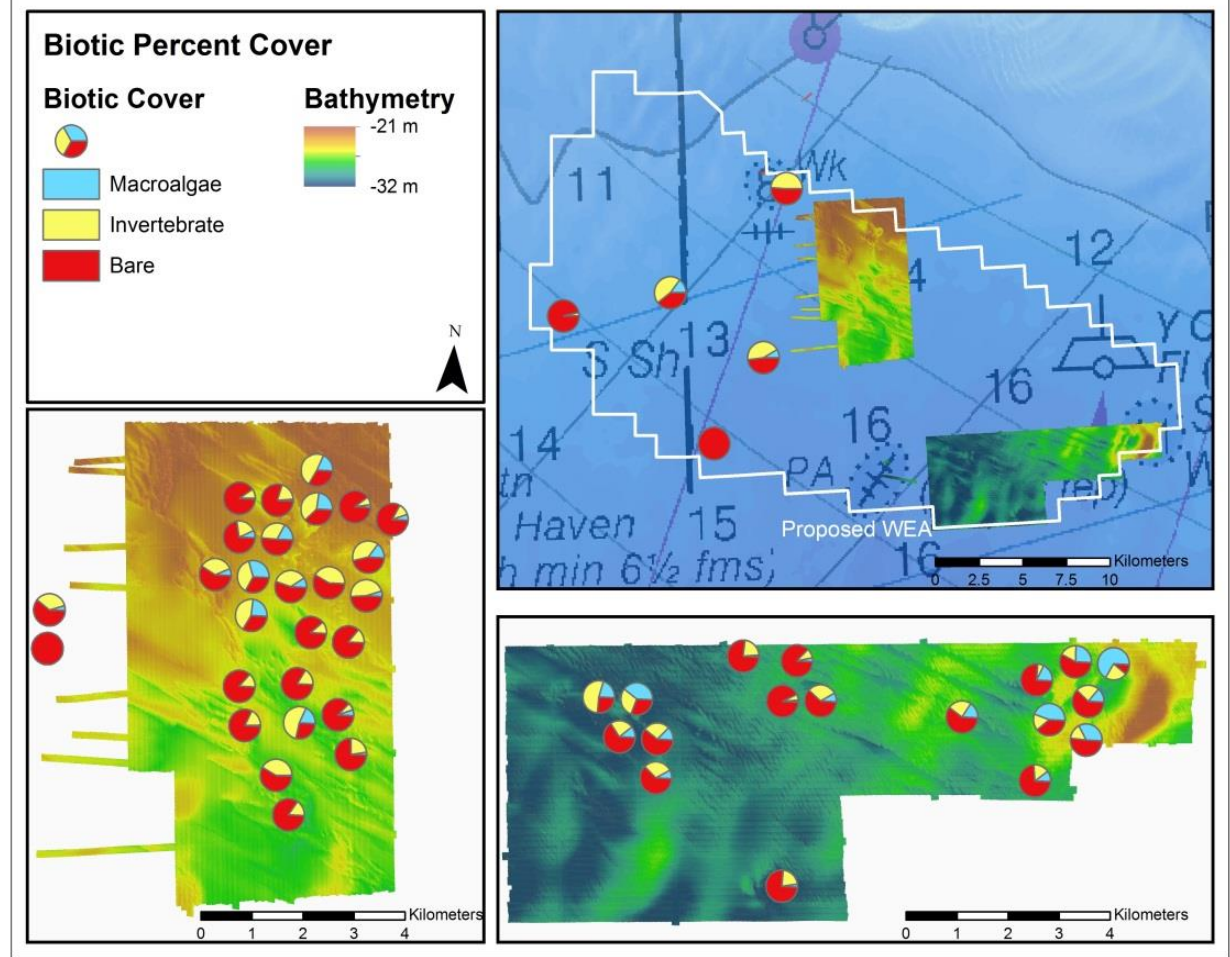 Biotic Percent Cover
Biotic Cover
Bathymetry
-21 m
-32 m
Macroalgae
Invertebrate
Bare
N
Wk
8
11
12
4
13
S Sh
16
16
14
PA
rep)
15
Haven
h min 6½ fms)
Proposed WEA
16
Kilometers
0 2.5 5 7.5 10
Kilometers
0 1 2 3 4
Kilometers
0 1 2 3 4